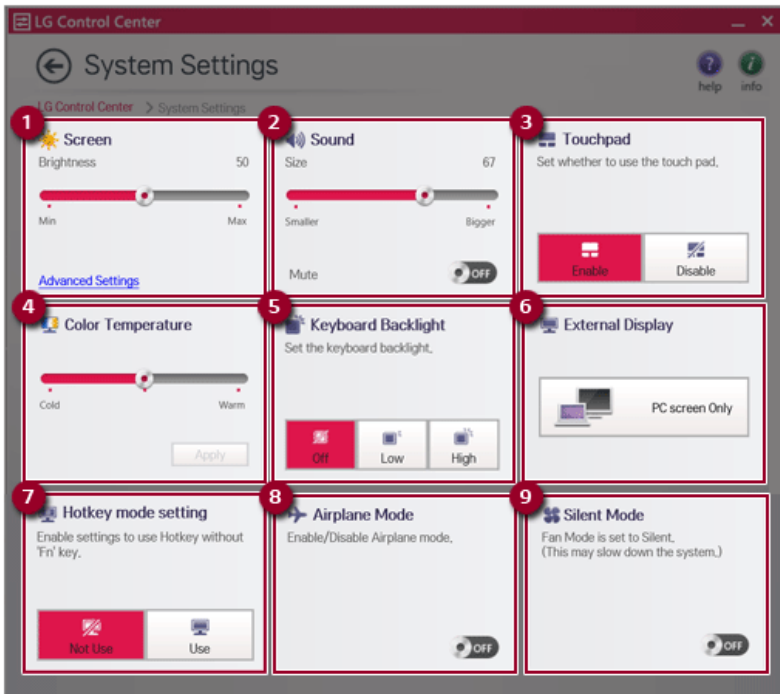 LG Control Center
System Settings
help
info
LG Control Center > System Settings
1
Screen
Brightness 50
Min Max
Advanced Settings
2
Sound
Size 67
Smaller Bigger
Mute OFF
3
Touchpad
Set whether to use the touch pad.
Enable Disable
4
Color Temperature
Cold Warm
Apply
5
Keyboard Backlight
Set the keyboard backlight.
Off Low High
6
External Display
PC screen Only
7
Hotkey mode setting
Enable settings to use Hotkey without
'Fn' key.
Not Use Use
8
Airplane Mode
Enable/Disable Airplane mode.
OFF
9
Silent Mode
Fan Mode is set to Silent.
(This may slow down the system.)
OFF